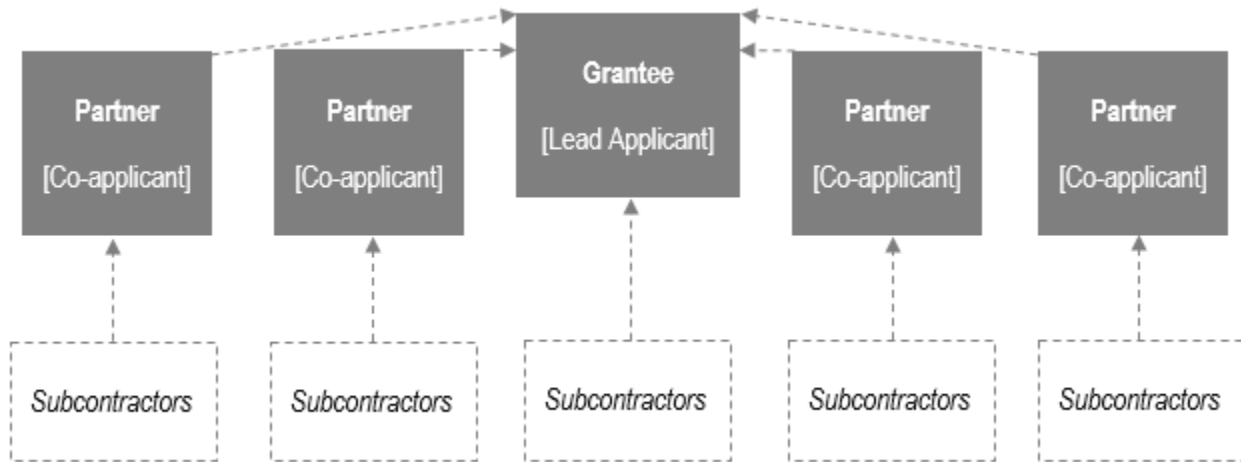 Partner
[Co-applicant]
Partner
[Co-applicant]
Grantee
[Lead Applicant]
Partner
[Co-applicant]
Partner
[Co-applicant]
Subcontractors
Subcontractors
Subcontractors
Subcontractors
Subcontractors